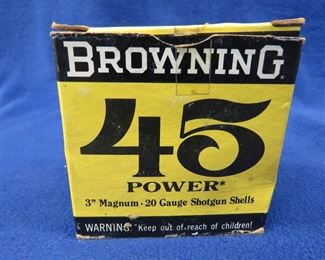 BROWNING
45
POWER*
3" Magnum - 20 Gauge Shotgun Shells
WARNING: Keep out of reach of children!